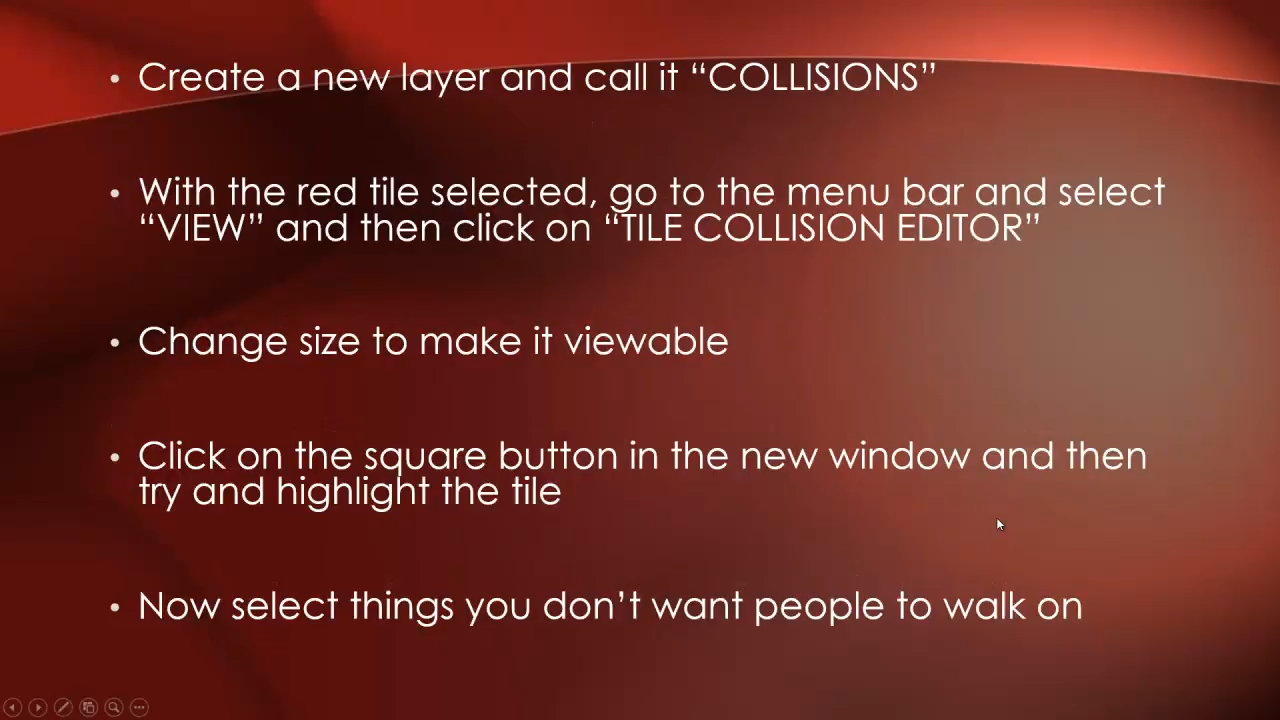 • Create a new layer and call it “COLLISIONS”
• With the red tile selected, go to the menu bar and select
“VIEW” and then click on “TILE COLLISION EDITOR”
• Change size to make it viewable
• Click on the square button in the new window and then
try and highlight the tile
• Now select things you don’t want people to walk on